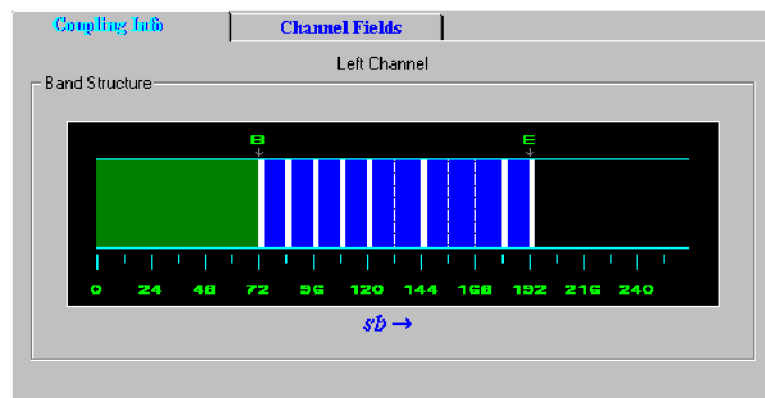 Coupling Info
Channel Fields
Left Channel
Band Structure
B E
0 24 48 72 96 120 144 168 192 216 240
sb →